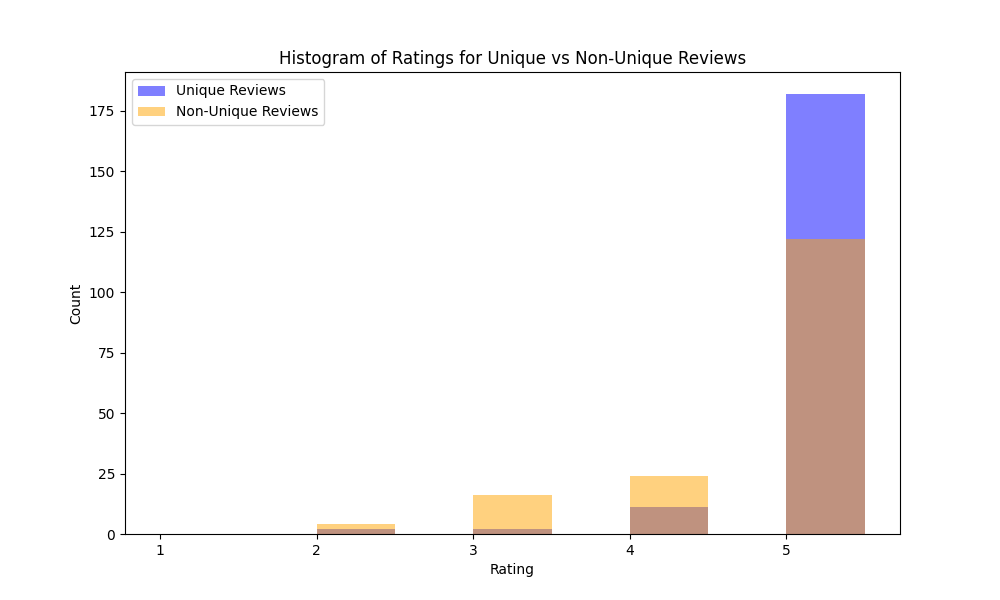 Histogram of Ratings for Unique vs Non-Unique Reviews
Unique Reviews
Non-Unique Reviews
175
150
125
100
75
50
25
0
Count
1 2 3 4 5
Rating